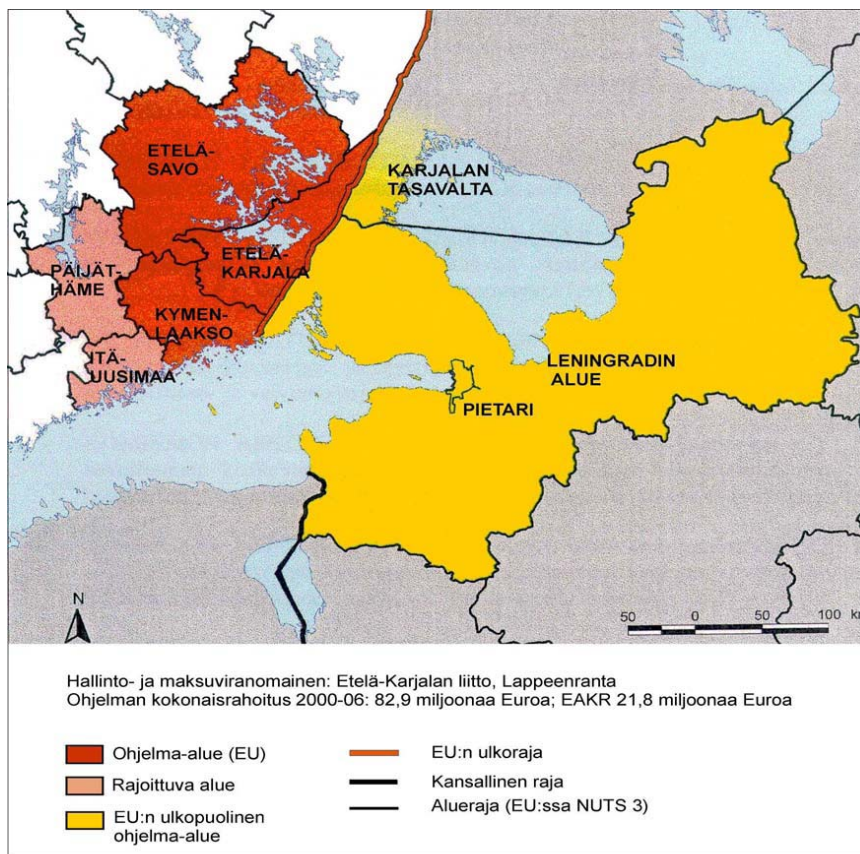 ETELÄ-
SAVO
KARJALAN
TASAVALTA
ETELÄ-
KARJALA
PÄIJÄT-
HÄME
KYMEN-
LAAKSO
ITÄ-
UUSIMAA
LENINGRADIN
ALUE
PIETARI
N
50 0 50 100 km
Hallinto- ja maksuviranomainen: Etelä-Karjalan liitto, Lappeenranta
Ohjelman kokonaisrahoitus 2000-06: 82,9 miljoonaa Euroa; EAKR 21,8 miljoonaa Euroa
Ohjelma-alue (EU)
Rajoittuva alue
EU:n ulkopuolinen
ohjelma-alue
EU:n ulkoraja
Kansallinen raja
Alueraja (EU:ssa NUTS 3)